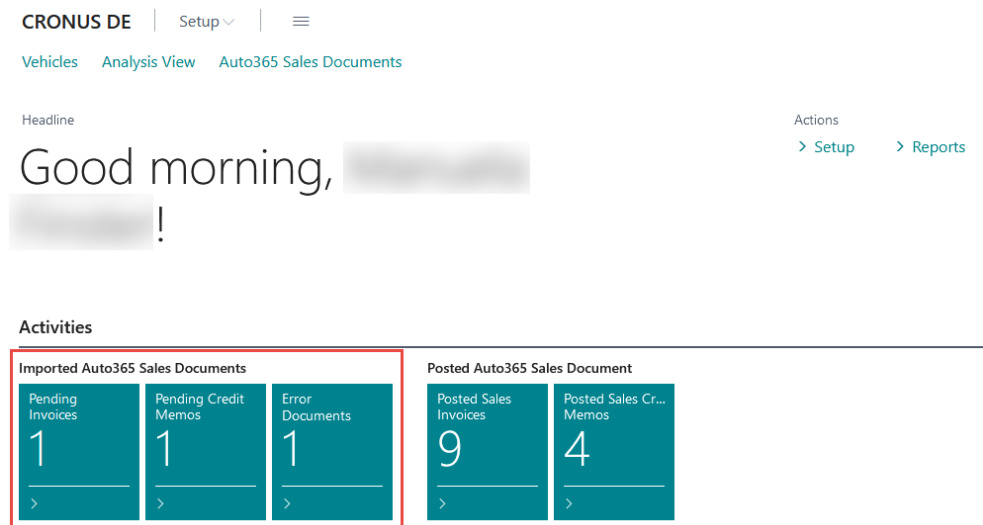 CRONUS DE Setup
Vehicles Analysis View Auto365 Sales Documents
Headline
Good morning,
!
Actions
Setup Reports
Activities
Imported Auto365 Sales Documents
Pending
Invoices
1
Pending Credit
Memos
1
Error
Documents
1
Posted Auto365 Sales Document
Posted Sales
Invoices
9
Posted Sales Cr...
Memos
4